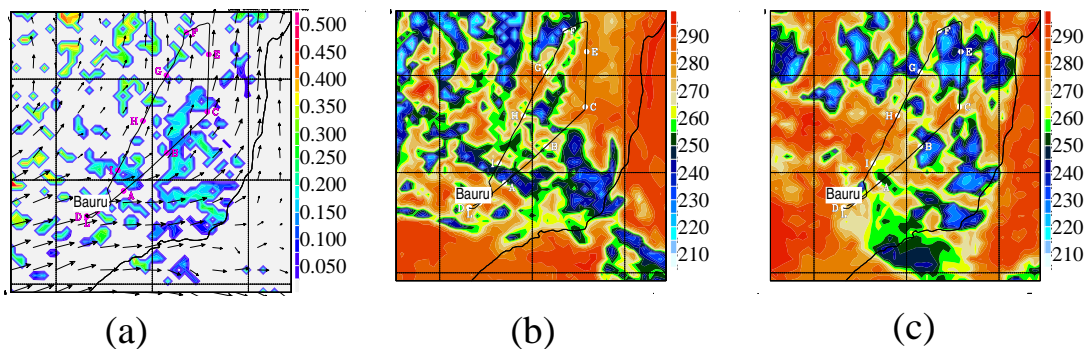 0.500
0.450
0.400
0.350
0.300
0.250
0.200
0.150
0.100
0.050
F
E
G
C
H
B
A
Bauru
D
L
(a)
290
280
270
260
250
240
230
220
210
F
E
G
C
H
B
I
A
Bauru
D
L
(b)
290
280
270
260
250
240
230
220
210
F
E
G
C
H
B
I
A
Bauru
D
L
(c)